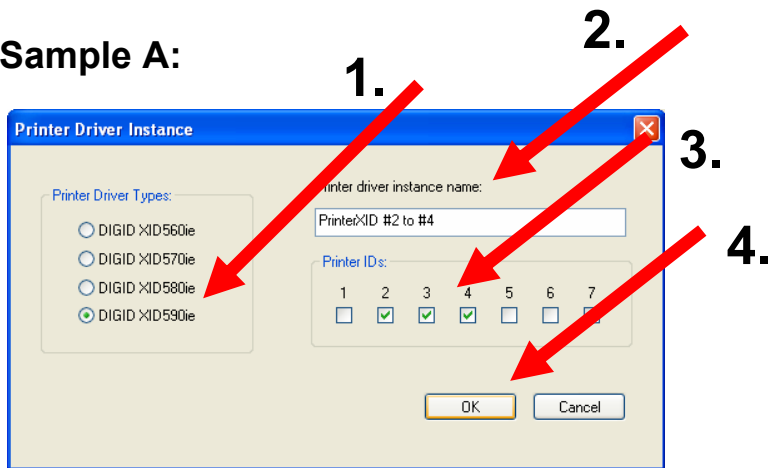 Sample A:
1.
2.
3.
4.
Printer Driver Instance
Printer Driver Types:
DIGID XID560ie
DIGID XID570ie
DIGID XID580ie
DIGID XID590ie
driver instance name:
PrinterXID #2 to #4
Printer IDs:
1 2 3 4 5 6 7
OK Cancel